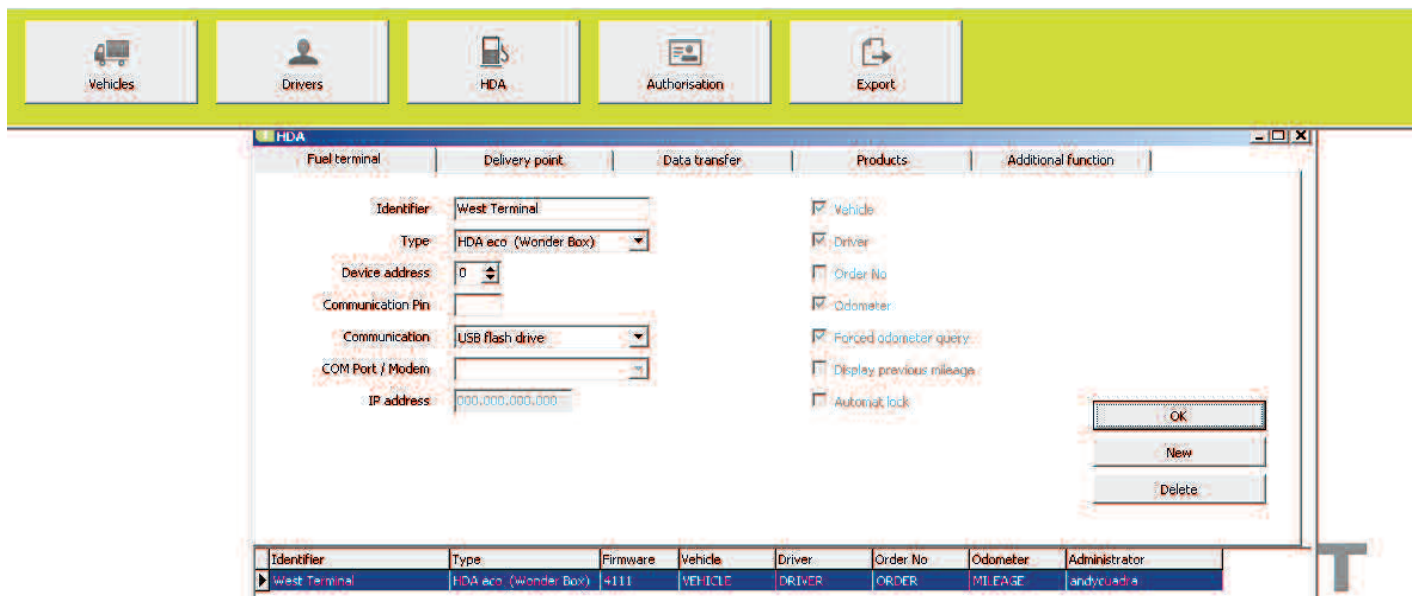 Vehicles Drivers HDA Authorisation Export
HDA
Fuel terminal Delivery point Data transfer Products Additional function
Identifier West Terminal Vehicle
Type HDA eco (Wonder Box) Driver
Device address 0 Order No
Communication Pin Odometer
Communication USB flash drive Forced odometer query
COM Port / Modem Display previous mileage
IP address 000.000.000.000 Automat lock
OK
New
Delete
Identifier Type Firmware Vehicle Driver Order No Odometer Administrator
West Terminal HDA eco (Wonder Box) 4111 VEHICLE DRIVER ORDER MILEAGE andycuadra
T